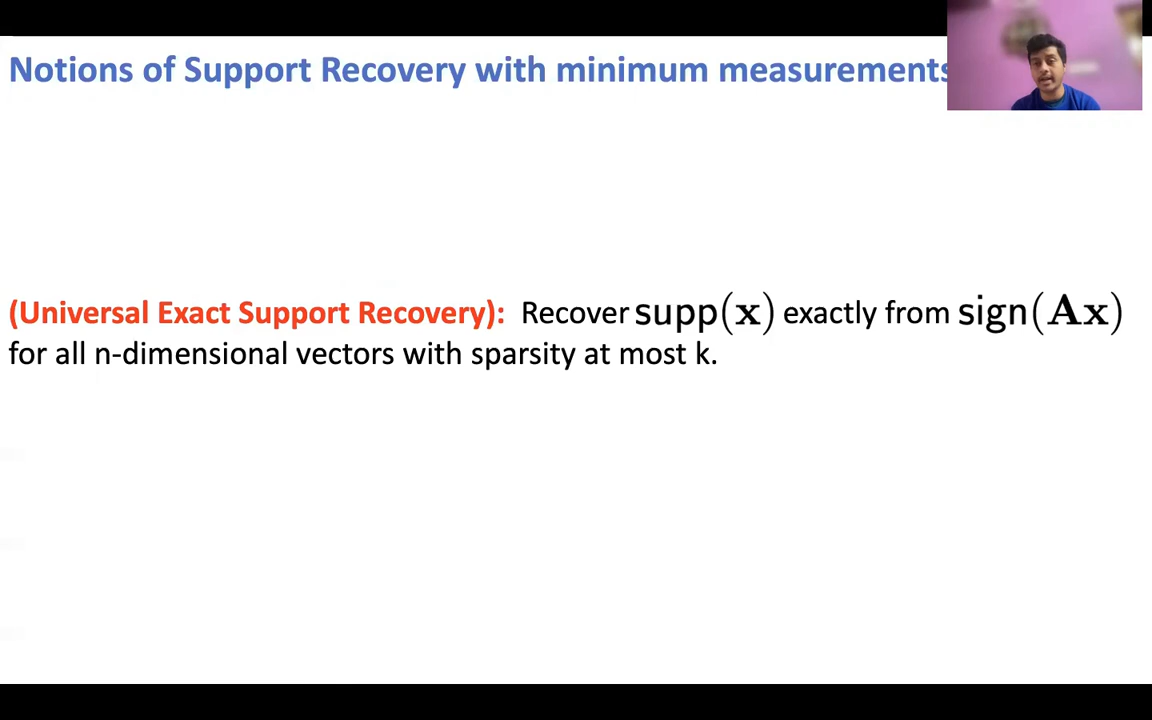 Notions of Support Recovery with minimum measurements
(Universal Exact Support Recovery): Recover supp(x) exactly from sign(Ax)
for all n-dimensional vectors with sparsity at most k.